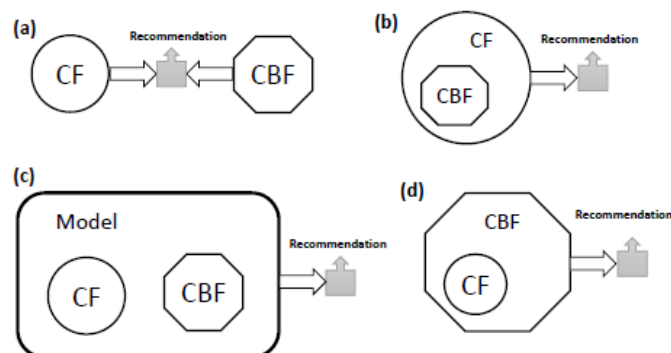 (a)
Recommendation
CF
CBF
(b)
CF
Recommendation
CBF
(c)
Model
Recommendation
CF
CBF
(d)
CBF
Recommendation
CF